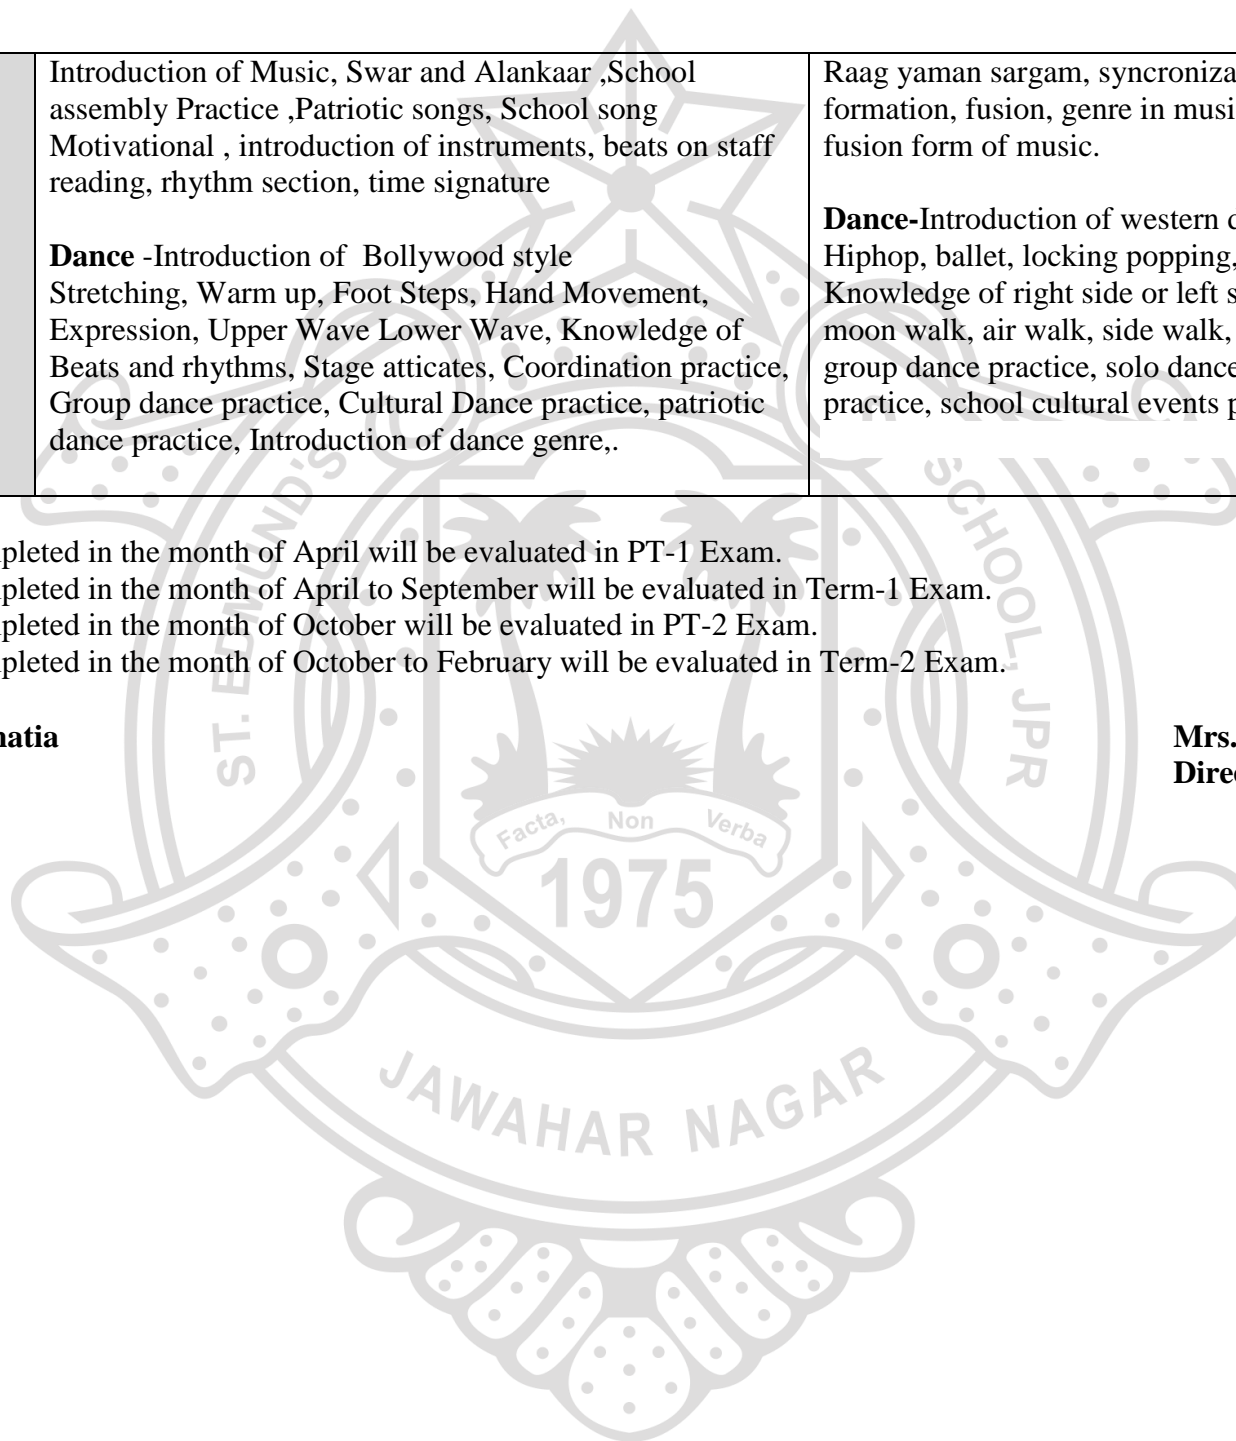 Introduction of Music, Swar and Alankaar ,School
assembly Practice ,Patriotic songs, School song
Motivational , introduction of instruments, beats on staff
reading, rhythm section, time signature
Dance -Introduction of  Bollywood style
Stretching, Warm up, Foot Steps, Hand Movement,
Expression, Upper Wave Lower Wave, Knowledge of
Beats and rhythms, Stage atticates, Coordination practice,
Group dance practice, Cultural Dance practice, patriotic
dance practice, Introduction of dance genre,.
Raag yaman sargam,
formation, fusion, genre in
fusion form of music.
Dance-Introduction of western
Hiphop, ballet, locking popping,
Knowledge of right side or left
moon walk, air walk, side walk,
group dance practice, solo dance
practice, school cultural events
in the month of April will be evaluated in PT-1 Exam.
in the month of April to September will be evaluated in Term-1 Exam.
in the month of October will be evaluated in PT-2 Exam.
in the month of October to February will be evaluated in Term-2 Exam.
Mrs.
ST. EDMUND'S
SCHOOL, JPR
Facta, Non Verba
1975
JAWAHAR NAGAR